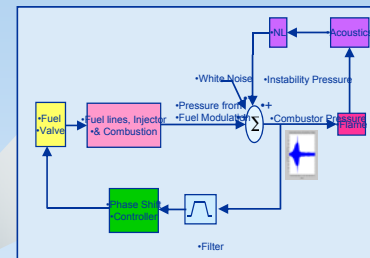 •NL
•Acoustics
•White Noise
•Instability Pressure
•Fuel
•Valve
•Fuel lines, Injector
•& Combustion
•Pressure from
•Fuel Modulation
•+
Σ
•Combustor Pressure
•Flame
•Phase Shift
•Controller
•Filter